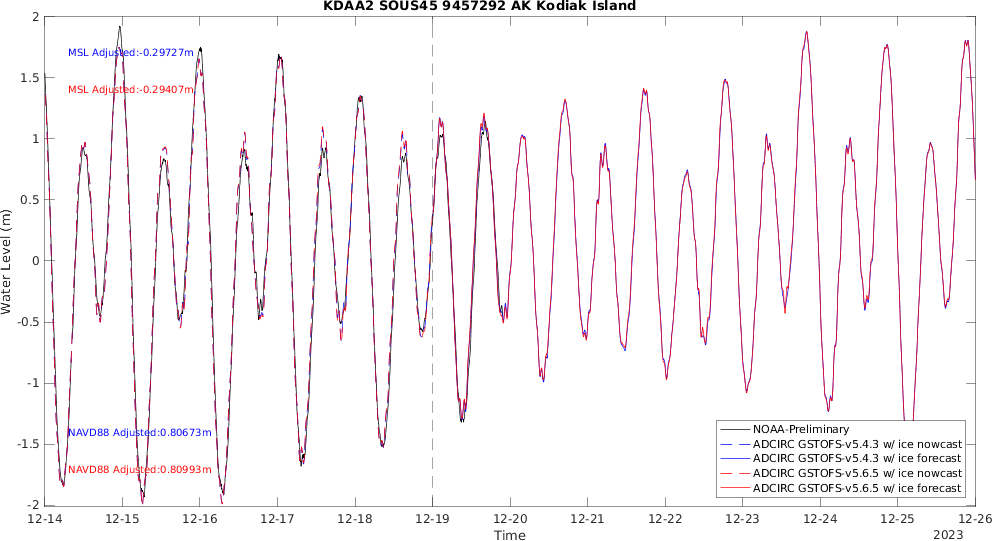 KDAA2 SOUS45 9457292 AK Kodiak Island
2
1.5
1
0.5
0
-0.5
-1
-1.5
-2
Water Level (m)
MSL Adjusted:-0.29727m
MSL Adjusted:-0.29407m
NAVD88 Adjusted:0.80673m
NAVD88 Adjusted:0.80993m
NOAA-Preliminary
ADCIRC GSTOFS-v5.4.3 w/ ice nowcast
ADCIRC GSTOFS-v5.4.3 w/ ice forecast
ADCIRC GSTOFS-v5.6.5 w/ ice nowcast
ADCIRC GSTOFS-v5.6.5 w/ ice forecast
12-14 12-15 12-16 12-17 12-18 12-19 12-20 12-21 12-22 12-23 12-24 12-25 12-26
Time
2023